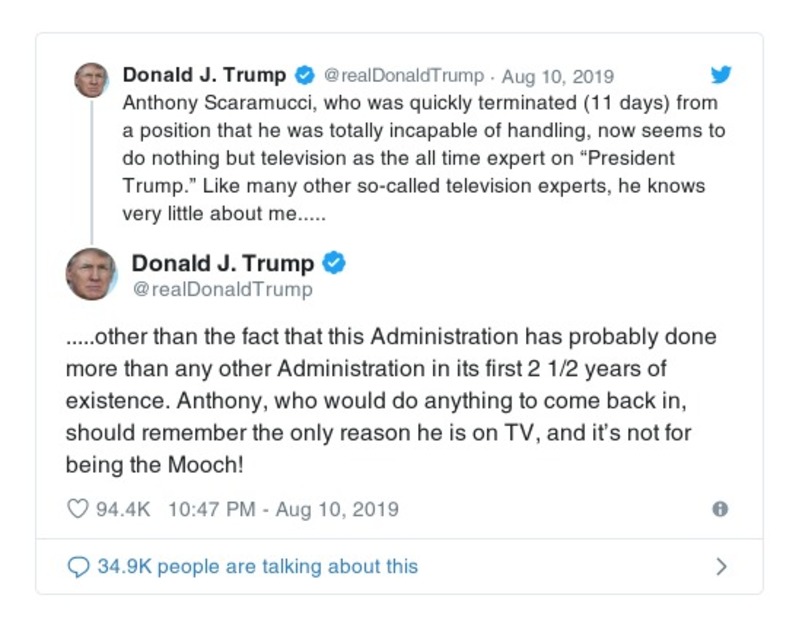 Donald J. Trump @realDonaldTrump · Aug 10, 2019
Anthony Scaramucci, who was quickly terminated (11 days) from
a position that he was totally incapable of handling, now seems to
do nothing but television as the all time expert on “President
Trump.” Like many other so-called television experts, he knows
very little about me.....
Donald J. Trump
@realDonaldTrump
.....other than the fact that this Administration has probably done
more than any other Administration in its first 2 1/2 years of
existence. Anthony, who would do anything to come back in,
should remember the only reason he is on TV, and it’s not for
being the Mooch!
94.4K 10:47 PM - Aug 10, 2019
34.9K people are talking about this